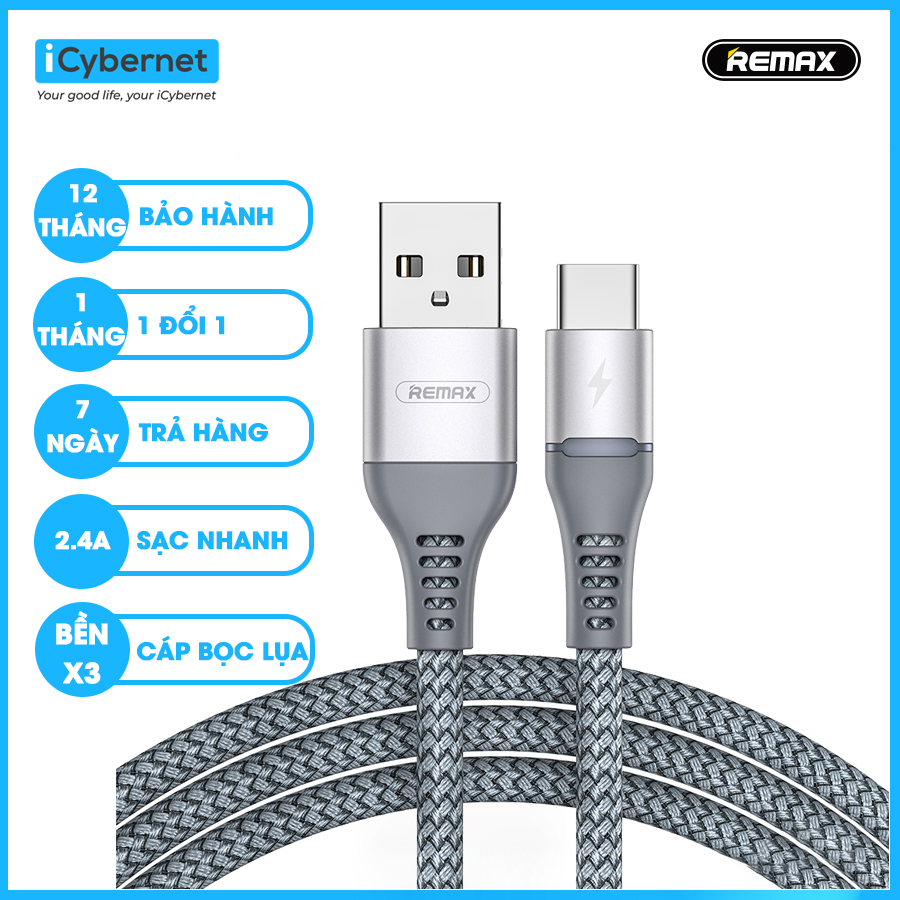 iCybernet
Your good life, your iCybernet
REMAX
12
THÁNG
BẢO HÀNH
1
THÁNG
1 ĐỔI 1
7
NGÀY
TRẢ HÀNG
2.4A
SẠC NHANH
BỀN
X3
CÁP BỌC LỤA
REMAX